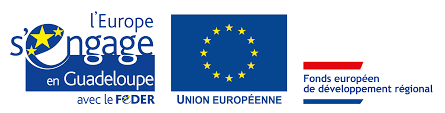 l'Europe
s'engage
en Guadeloupe
avec le FEDER
UNION EUROPÉENNE
Fonds européen
de développement régional